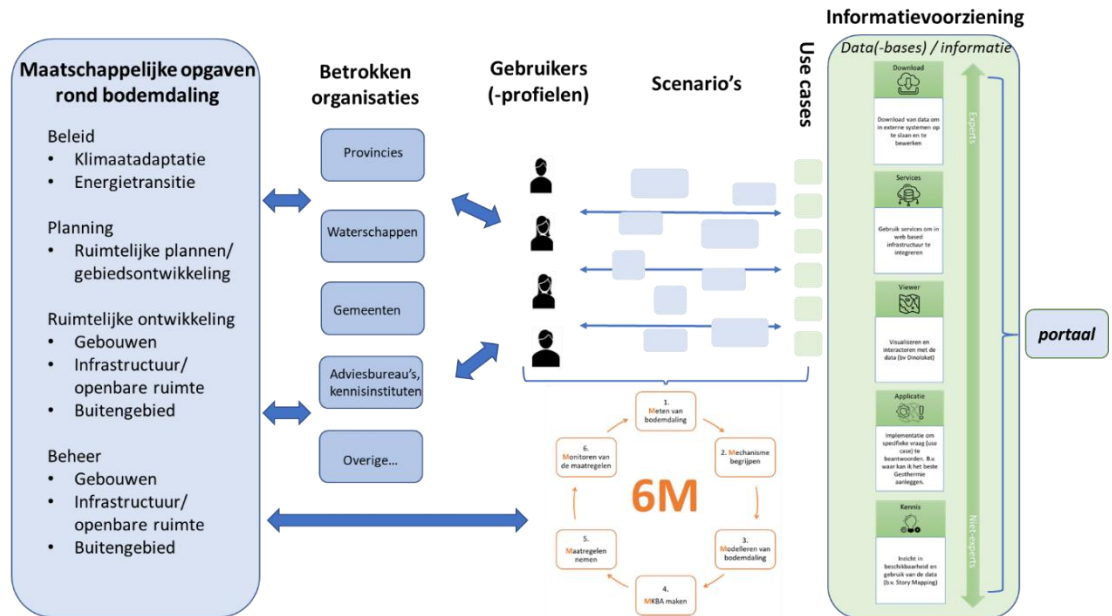 Maatschappelijke opgaven
rond bodemdaling
Beleid
• Klimaatadaptatie
• Energietransitie
Planning
• Ruimtelijke plannen/
gebiedsontwikkeling
Ruimtelijke ontwikkeling
• Gebouwen
• Infrastructuur/
openbare ruimte
• Buitengebied
Beheer
• Gebouwen
• Infrastructuur/
openbare ruimte
• Buitengebied
Betrokken
organisaties
Provincies
Waterschappen
Gemeenten
Adviesbureau's,
kennisinstituten
Overige...
Gebruikers
(-profielen)
Scenario's
Use cases
1.
Meten van
bodemdaling
2. Mechanisme
begrijpen
3.
Modelleren van
bodemdaling
4.
MKBA maken
5.
Maatregelen
nemen
6.
Monitoren van
de maatregelen
6M
Informatievoorziening
Data(-bases) / informatie
Download
Download van data om
in externe systemen op
te slaan en te
bewerken
Services
Gebruik services om in
web based
infrastructuur te
integreren
Viewer
Visualiseren en
interactoren met de
data (bv Dinoloket)
Applicatie
Implementatie om
specifieke vraag (use
case) te
beantwoorden. B.v.
waar kan ik het beste
Geothermie
aanleggen.
Kennis
Inzicht in
beschikbaarheid en
gebruik van de data
(b.v. Story Mapping)
Experts
Niet-experts
portaal